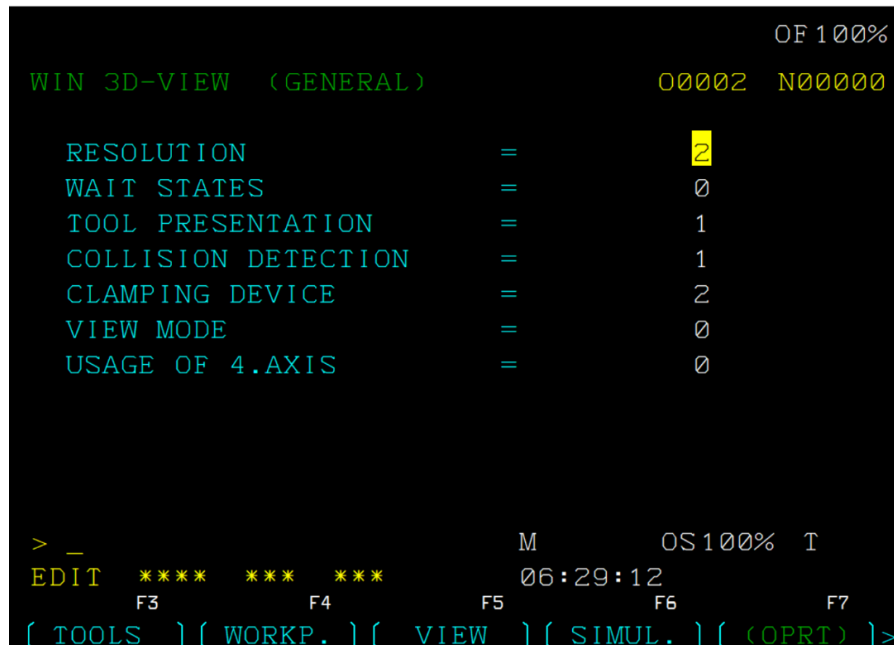 OF100%
WIN 3D-VIEW (GENERAL) O0002 N00000
RESOLUTION = 2
WAIT STATES = 0
TOOL PRESENTATION = 1
COLLISION DETECTION = 1
CLAMPING DEVICE = 2
VIEW MODE = 0
USAGE OF 4.AXIS = 0
> _ M OS100% T
EDIT **** *** *** 06:29:12
F3 F4 F5 F6 F7
[ TOOLS ][ WORKP. ][ VIEW ][ SIMUL. ][ (OPRT) ]>